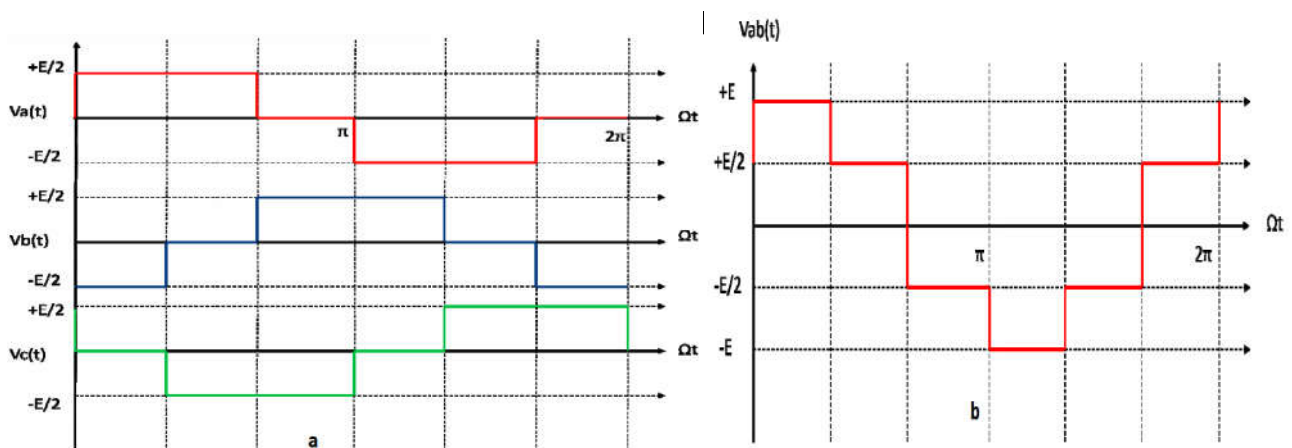 +E/2
Va(t)
π
2π
Ωt
-E/2
+E/2
Vb(t)
Ωt
-E/2
+E/2
Vc(t)
Ωt
-E/2
a
Vab(t)
+E
+E/2
Ωt
π
2π
-E/2
-E
b